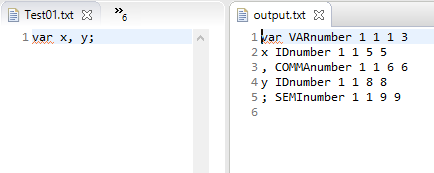 Test01.txt
»6
1 var x, y;
output.txt
1 var VARnumber 1 1 1 3
2 x IDnumber 1 1 5 5
3 , COMMAnumber 1 1 6 6
4 y IDnumber 1 1 8 8
5 ; SEMInumber 1 1 9 9
6